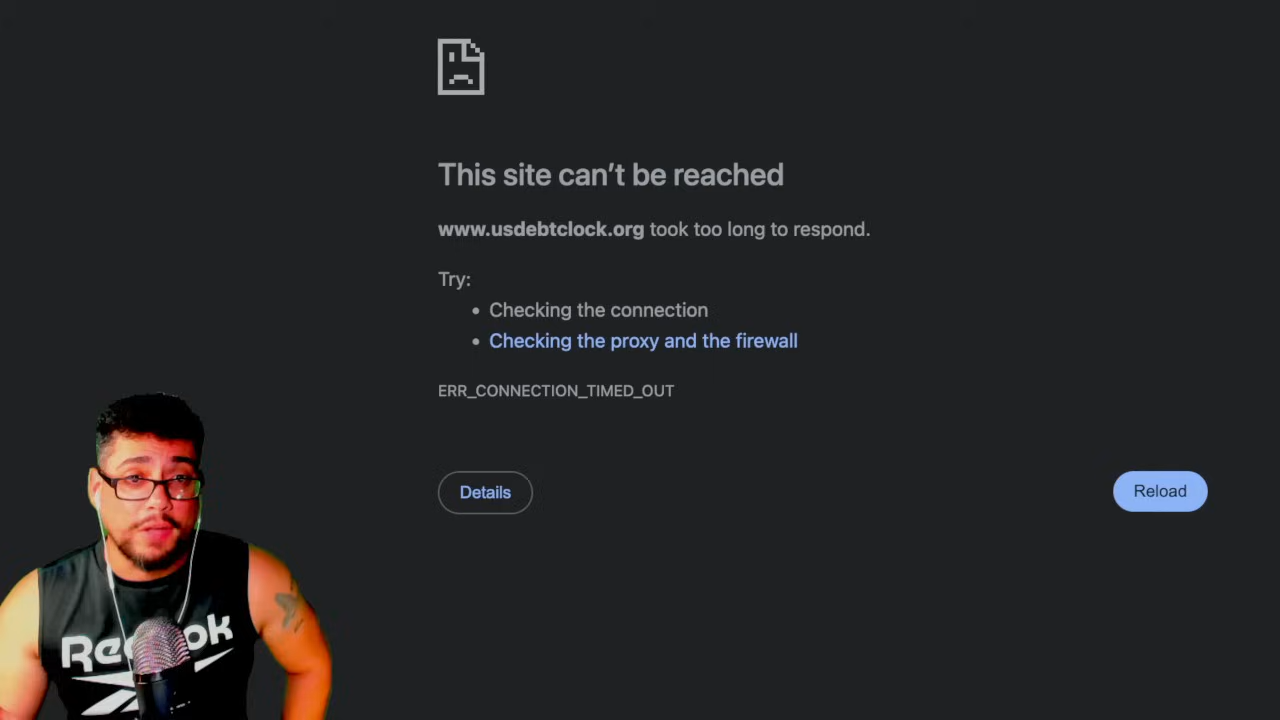 This site can’t be reached
www.usdebtclock.org took too long to respond.
Try:
• Checking the connection
• Checking the proxy and the firewall
ERR_CONNECTION_TIMED_OUT
Details
Reload